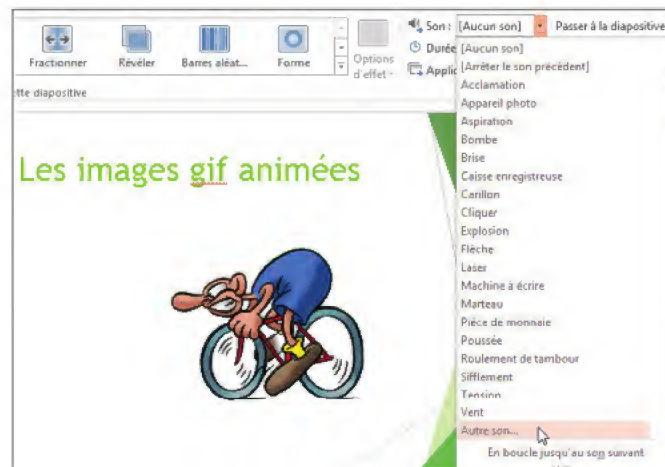 Son : [Aucun son] Passer à la diapositive
Fractionner Révéler Barres aléat... Forme Options d'effet
Durée
Applic
tte diapositive
[Aucun son]
[Arrêter le son précédent]
Acclamation
Appareil photo
Aspiration
Bombe
Brise
Caisse enregistreuse
Carillon
Cliquer
Explosion
Flèche
Laser
Machine à écrire
Marteau
Pièce de monnaie
Poussée
Roulement de tambour
Sifflement
Tension
Vent
Autre son...
En boucle jusqu'au son suivant
Les images gif animées